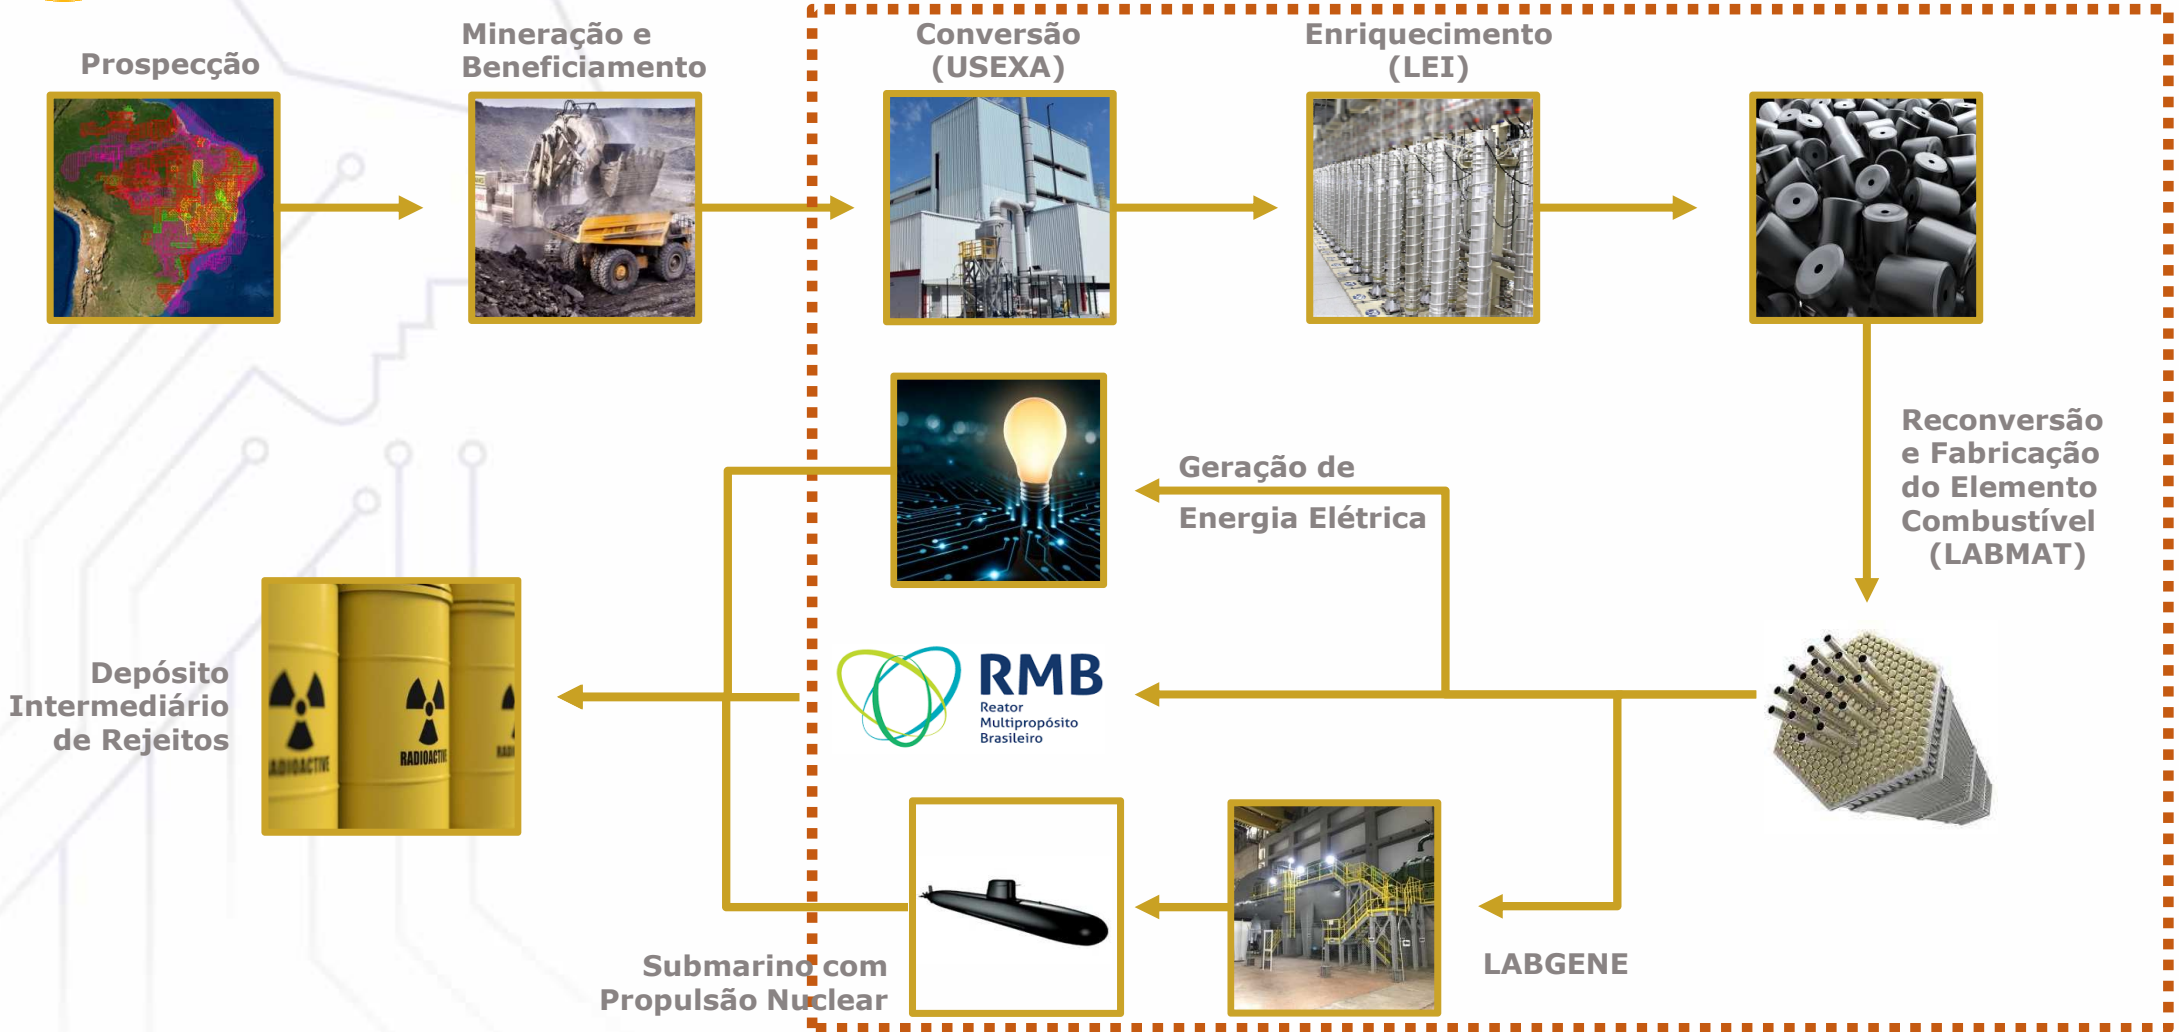 Prospecção
Mineração e
Beneficiamento
Conversão
(USEXA)
Enriquecimento
(LEI)
Reconversão
e Fabricação
do Elemento
Combustível
(LABMAT)
Geração de
Energia Elétrica
RMB
Reator
Multipropósito
Brasileiro
Depósito
Intermediário
de Rejeitos
RADIOACTIVE
Submarino com
Propulsão Nuclear
LABGENE